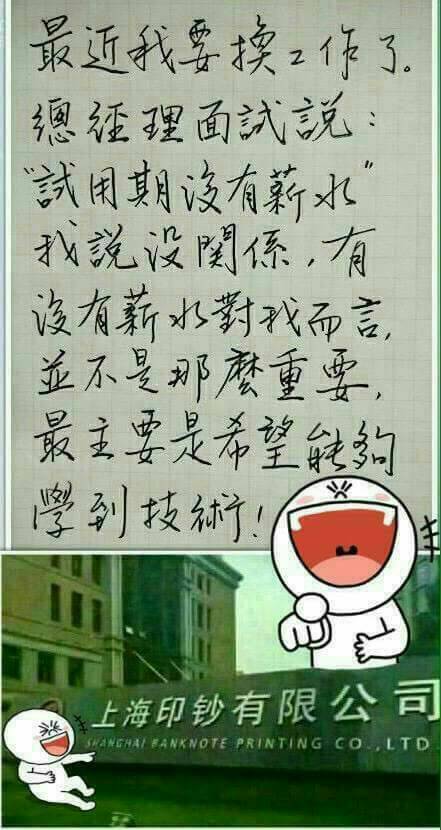 最近我要換工作了。
總經理面試說：
"試用期沒有薪水"
我說没關係，有
沒有薪水對我而言，
並不是那麼重要，
最主要是希望能夠
學到技術！
上海印钞有限公司
SHANGHAI BANKNOTE PRINTING CO.,LTD